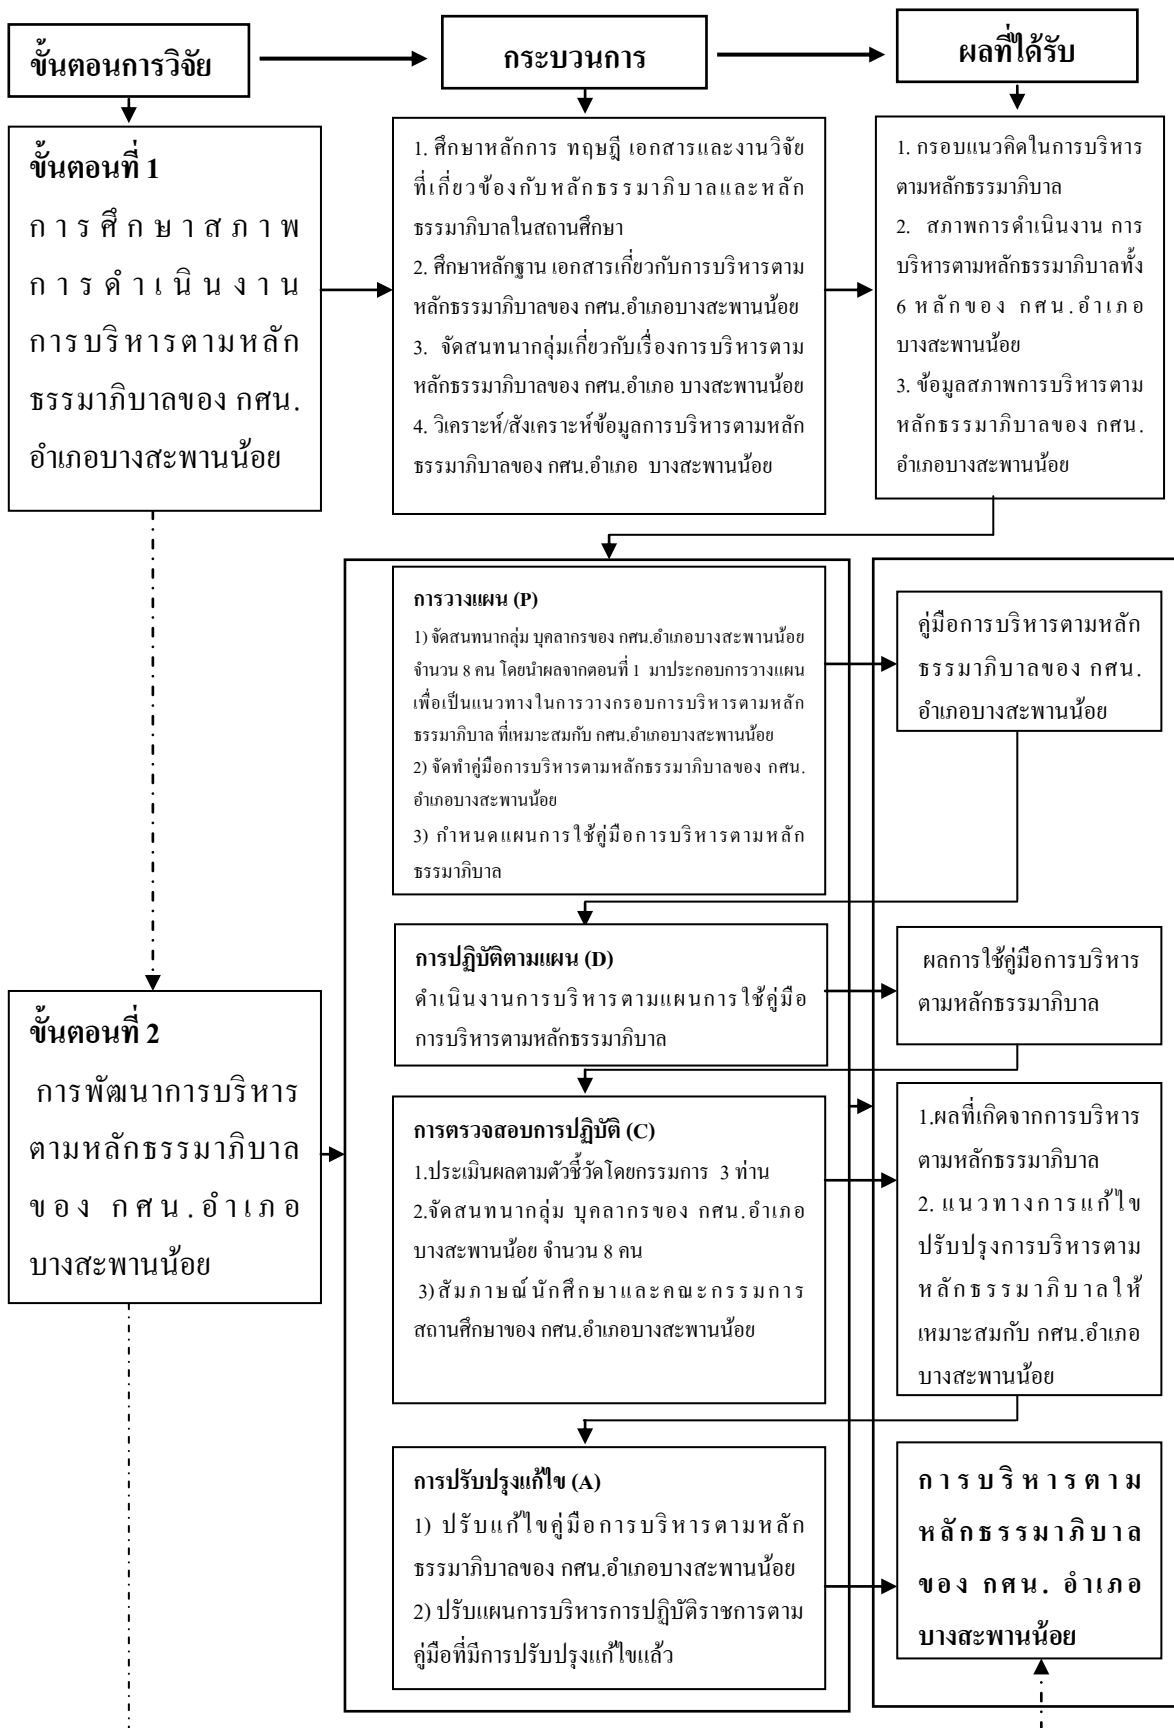 ขั้นตอนการวิจัย
กระบวนการ
ผลที่ได้รับ
ขั้นตอนที่ 1
การศึกษาสภาพ
การดำเนินงาน
การบริหารตามหลัก
ธรรมาภิบาลของ กศน.
อำเภอบางสะพานน้อย
1. ศึกษาหลักการ ทฤษฎี เอกสารและงานวิจัย
ที่เกี่ยวข้องกับหลักธรรมาภิบาลและหลัก
ธรรมาภิบาลในสถานศึกษา
2. ศึกษาหลักฐาน เอกสารเกี่ยวกับการบริหารตาม
หลักธรรมาภิบาลของ กศน.อำเภอบางสะพานน้อย
3. จัดสนทนากลุ่มเกี่ยวกับเรื่องการบริหารตาม
หลักธรรมาภิบาลของ กศน.อำเภอ บางสะพานน้อย
4. วิเคราะห์/สังเคราะห์ข้อมูลการบริหารตามหลัก
ธรรมาภิบาลของ กศน.อำเภอ บางสะพานน้อย
1. กรอบแนวคิดในการบริหาร
ตามหลักธรรมาภิบาล
2. สภาพการดำเนินงาน การ
บริหารตามหลักธรรมาภิบาลทั้ง
6 หลักของ กศน.อำเภอ
บางสะพานน้อย
3. ข้อมูลสภาพการบริหารตาม
หลักธรรมาภิบาลของ กศน.
อำเภอบางสะพานน้อย
การวางแผน (P)
1) จัดสนทนากลุ่ม บุคลากรของ กศน.อำเภอบางสะพานน้อย
จำนวน 8 คน โดยนำผลจากตอนที่ 1 มาประกอบการวางแผน
เพื่อเป็นแนวทางในการวางกรอบการบริหารตามหลัก
ธรรมาภิบาล ที่เหมาะสมกับ กศน.อำเภอบางสะพานน้อย
2) จัดทำคู่มือการบริหารตามหลักธรรมาภิบาลของ กศน.
อำเภอบางสะพานน้อย
3) กำหนดแผนการใช้คู่มือการบริหารตามหลัก
ธรรมาภิบาล
คู่มือการบริหารตามหลัก
ธรรมาภิบาลของ กศน.
อำเภอบางสะพานน้อย
การปฏิบัติตามแผน (D)
ดำเนินงานการบริหารตามแผนการใช้คู่มือ
การบริหารตามหลักธรรมาภิบาล
ผลการใช้คู่มือการบริหาร
ตามหลักธรรมาภิบาล
ขั้นตอนที่ 2
การพัฒนาการบริหาร
ตามหลักธรรมาภิบาล
ของ กศน.อำเภอ
บางสะพานน้อย
การตรวจสอบการปฏิบัติ (C)
1.ประเมินผลตามตัวชี้วัดโดยกรรมการ 3 ท่าน
2.จัดสนทนากลุ่ม บุคลากรของ กศน.อำเภอ
บางสะพานน้อย จำนวน 8 คน
3)สัมภาษณ์นักศึกษาและคณะกรรมการ
สถานศึกษาของ กศน.อำเภอบางสะพานน้อย
1.ผลที่เกิดจากการบริหาร
ตามหลักธรรมาภิบาล
2. แนวทางการแก้ไข
ปรับปรุงการบริหารตาม
หลักธรรมาภิบาลให้
เหมาะสมกับ กศน.อำเภอ
บางสะพานน้อย
การปรับปรุงแก้ไข (A)
1) ปรับแก้ไขคู่มือการบริหารตามหลัก
ธรรมาภิบาลของ กศน.อำเภอบางสะพานน้อย
2) ปรับแผนการบริหารการปฏิบัติราชการตาม
คู่มือที่มีการปรับปรุงแก้ไขแล้ว
การบริหารตาม
หลักธรรมาภิบาล
ของ กศน. อำเภอ
บางสะพานน้อย